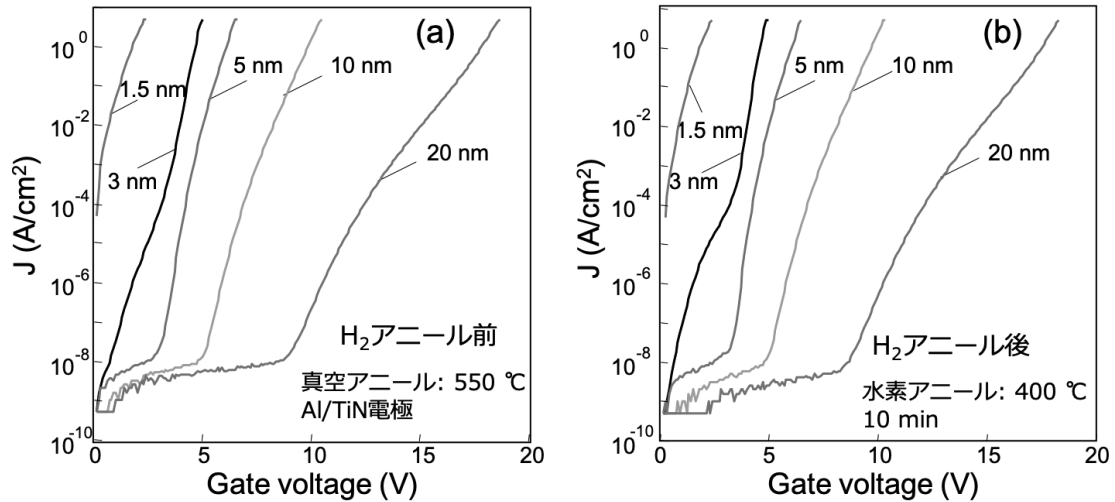 (a)
10⁰
10⁻²
10⁻⁴
10⁻⁶
10⁻⁸
10⁻¹⁰
J (A/cm²)
1.5 nm
3 nm
5 nm
10 nm
20 nm
H₂アニール前
真空アニール: 550 ℃
Al/TiN電極
0 5 10 15 20
Gate voltage (V)
(b)
10⁰
10⁻²
10⁻⁴
10⁻⁶
10⁻⁸
10⁻¹⁰
J (A/cm²)
1.5 nm
3 nm
5 nm
10 nm
20 nm
H₂アニール後
水素アニール: 400 ℃
10 min
0 5 10 15 20
Gate voltage (V)